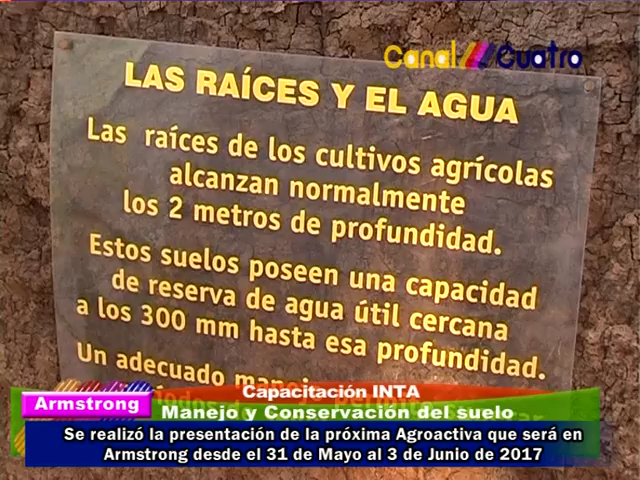 Canal Cuatro
LAS RAÍCES Y EL AGUA
Las raíces de los cultivos agrícolas
alcanzan normalmente
los 2 metros de profundidad.
Estos suelos poseen una capacidad
de reserva de agua útil cercana
a los 300 mm hasta esa profundidad.
Un adecuado
Capacitación INTA
Armstrong
Manejo y Conservación del suelo
Se realizó la presentación de la próxima Agroactiva que será en
Armstrong desde el 31 de Mayo al 3 de Junio de 2017